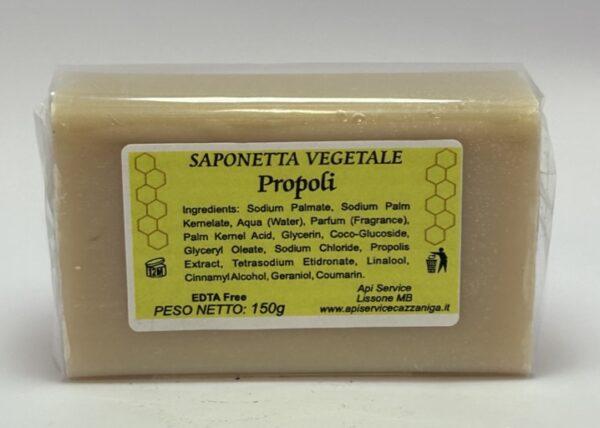 SAPONETTA VEGETALE
Propoli
Ingredients: Sodium Palmate, Sodium Palm
Kernelate, Aqua (Water), Parfum (Fragrance),
Palm Kernel Acid, Glycerin, Coco-Glucoside,
Glyceryl Oleate, Sodium Chloride, Propolis
Extract, Tetrasodium Etidronate, Linalool,
Cinnamyl Alcohol, Geraniol, Coumarin.
12M
EDTA Free
PESO NETTO: 150g
Api Service
Lissone MB
www.apiservicecazzaniga.it